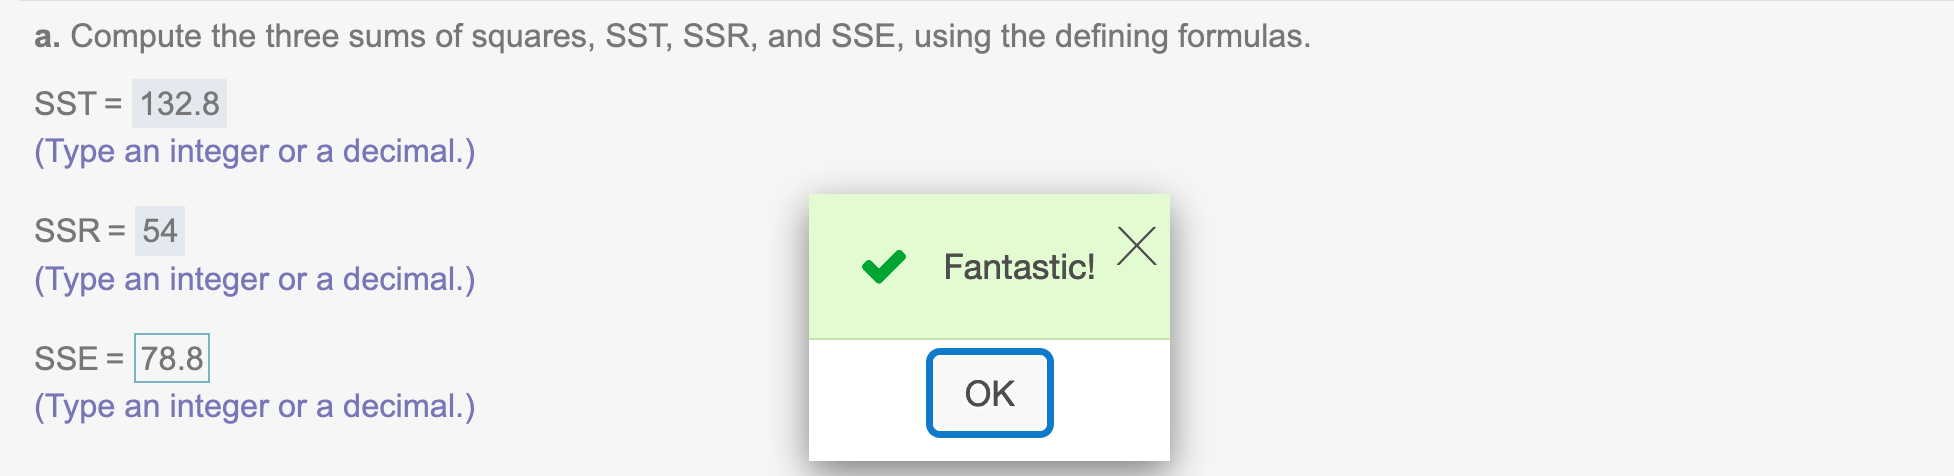 a. Compute the three sums of squares, SST, SSR, and SSE, using the defining formulas.
SST = 132.8
(Type an integer or a decimal.)
SSR = 54
(Type an integer or a decimal.)
Fantastic!
SSE = 78.8
OK
(Type an integer or a decimal.)